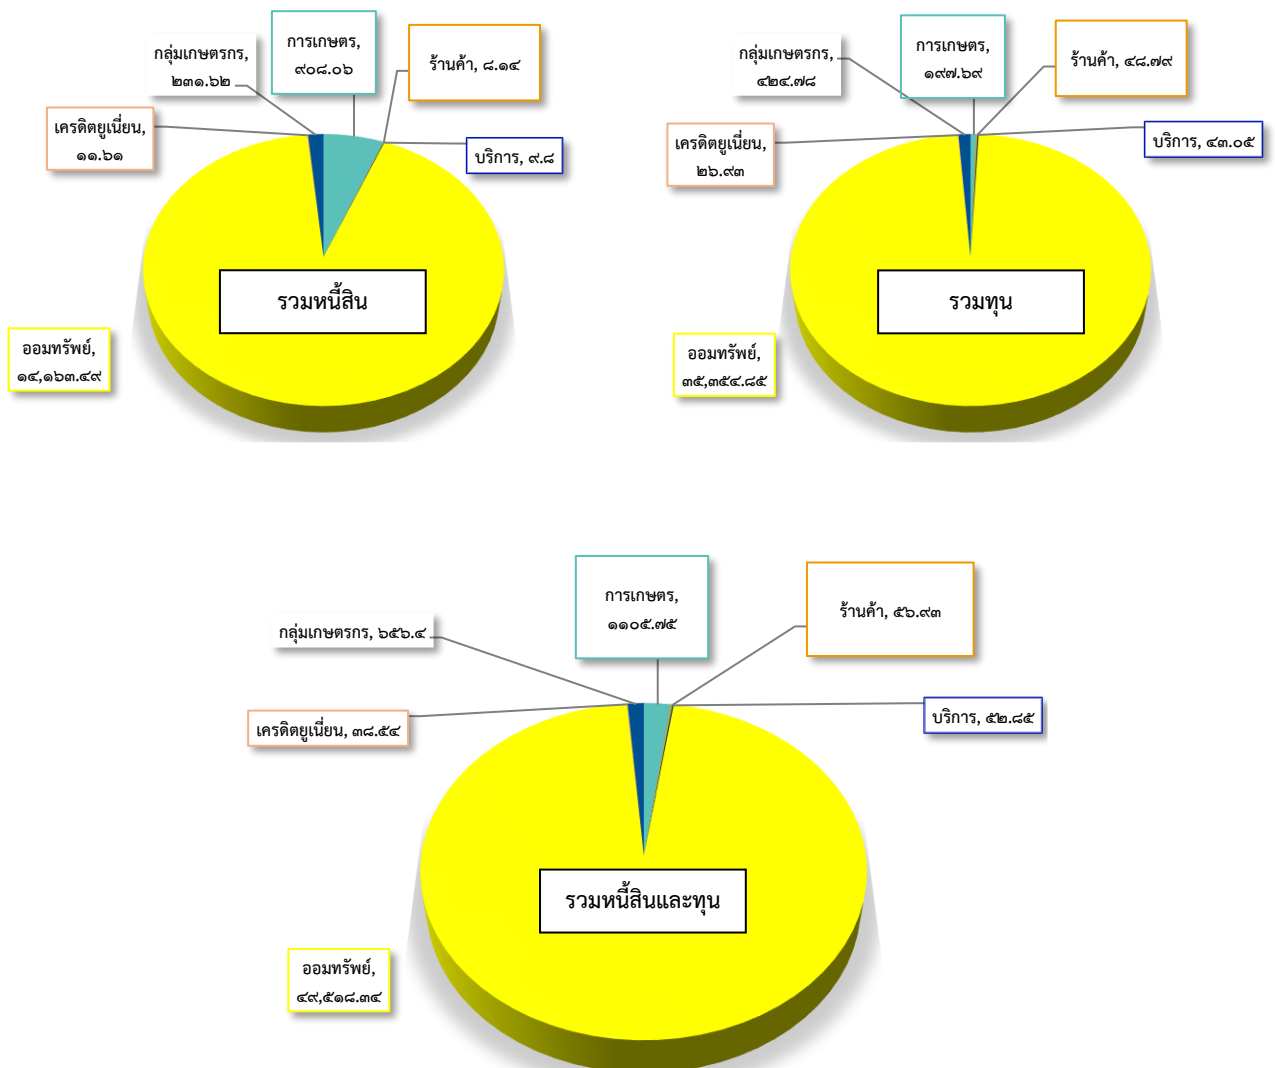 กลุ่มเกษตรกร,
๒๓๑.๖๒
การเกษตร,
๙๐๘.๐๖
ร้านค้า, ๘.๑๔
เครดิตยูเนี่ยน,
๑๑.๖๑
บริการ, ๙.๘
รวมหนี้สิน
ออมทรัพย์,
๑๔,๑๖๓.๔๙
กลุ่มเกษตรกร,
๔๒๔.๗๘
การเกษตร,
๑๙๗.๖๙
ร้านค้า, ๔๘.๗๙
เครดิตยูเนี่ยน,
๒๖.๙๓
บริการ, ๔๓.๐๕
รวมทุน
ออมทรัพย์,
๓๕,๓๕๔.๘๕
การเกษตร,
๑๑๐๕.๗๕
ร้านค้า, ๕๖.๙๓
กลุ่มเกษตรกร, ๖๕๖.๔
เครดิตยูเนี่ยน, ๓๘.๕๔
บริการ, ๕๒.๘๕
รวมหนี้สินและทุน
ออมทรัพย์,
๔๙,๕๑๘.๓๔